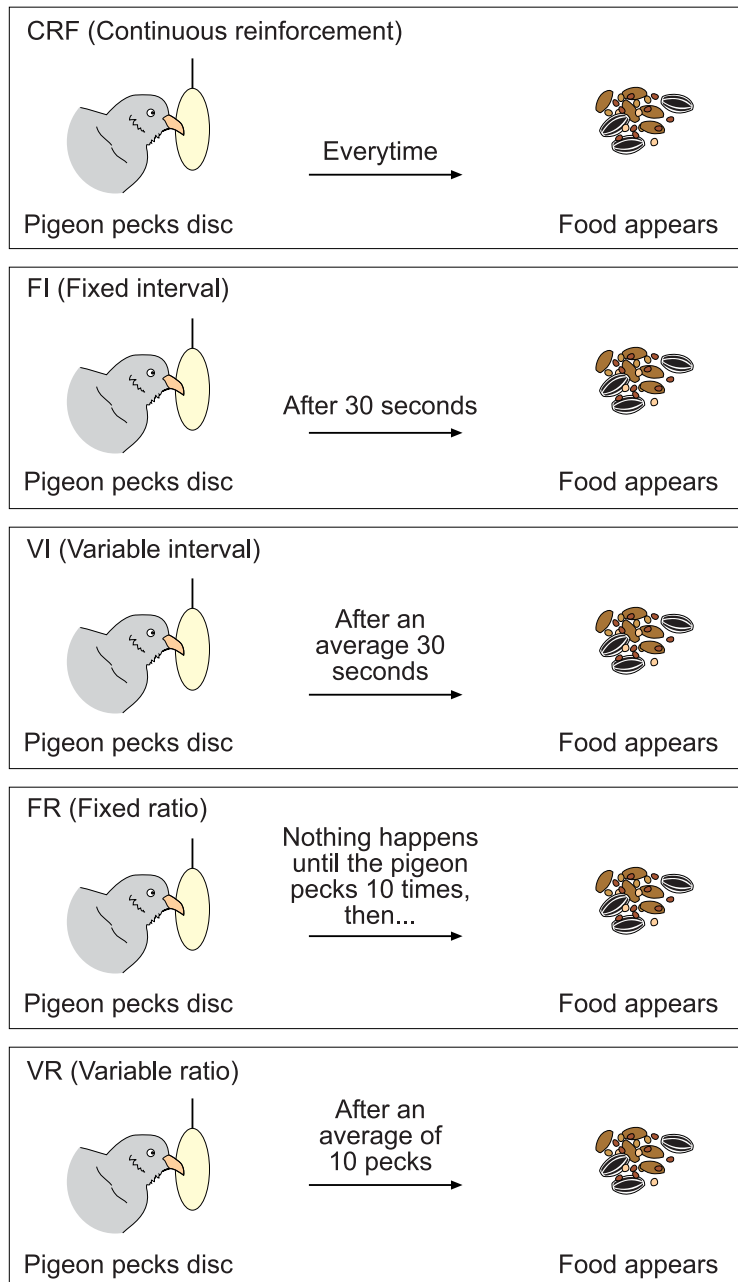 CRF (Continuous reinforcement)
Everytime
Pigeon pecks disc
Food appears
FI (Fixed interval)
After 30 seconds
Pigeon pecks disc
Food appears
VI (Variable interval)
After an
average 30
seconds
Pigeon pecks disc
Food appears
FR (Fixed ratio)
Nothing happens
until the pigeon
pecks 10 times,
then...
Pigeon pecks disc
Food appears
VR (Variable ratio)
After an
average of
10 pecks
Pigeon pecks disc
Food appears